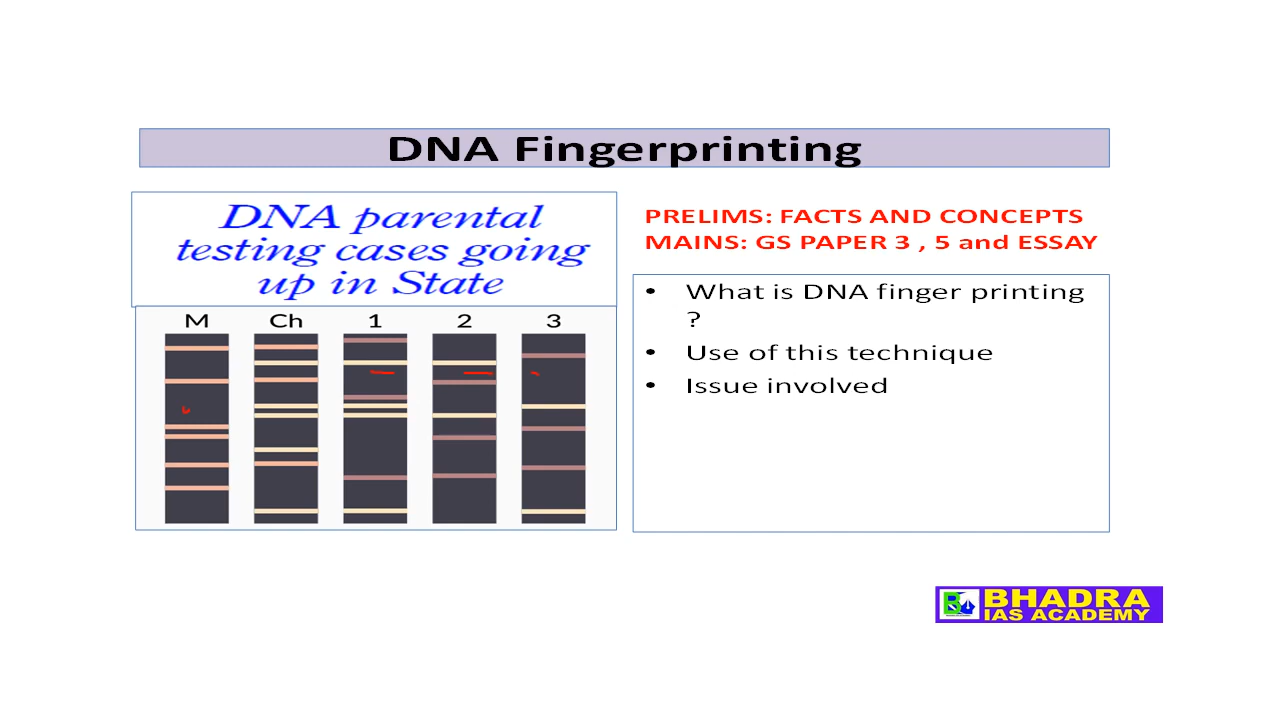 DNA Fingerprinting
DNA parental
testing cases going
up in State
M Ch 1 2 3
PRELIMS: FACTS AND CONCEPTS
MAINS: GS PAPER 3 , 5 and ESSAY
• What is DNA finger printing
?
• Use of this technique
• Issue involved
BHADRA
IAS ACADEMY